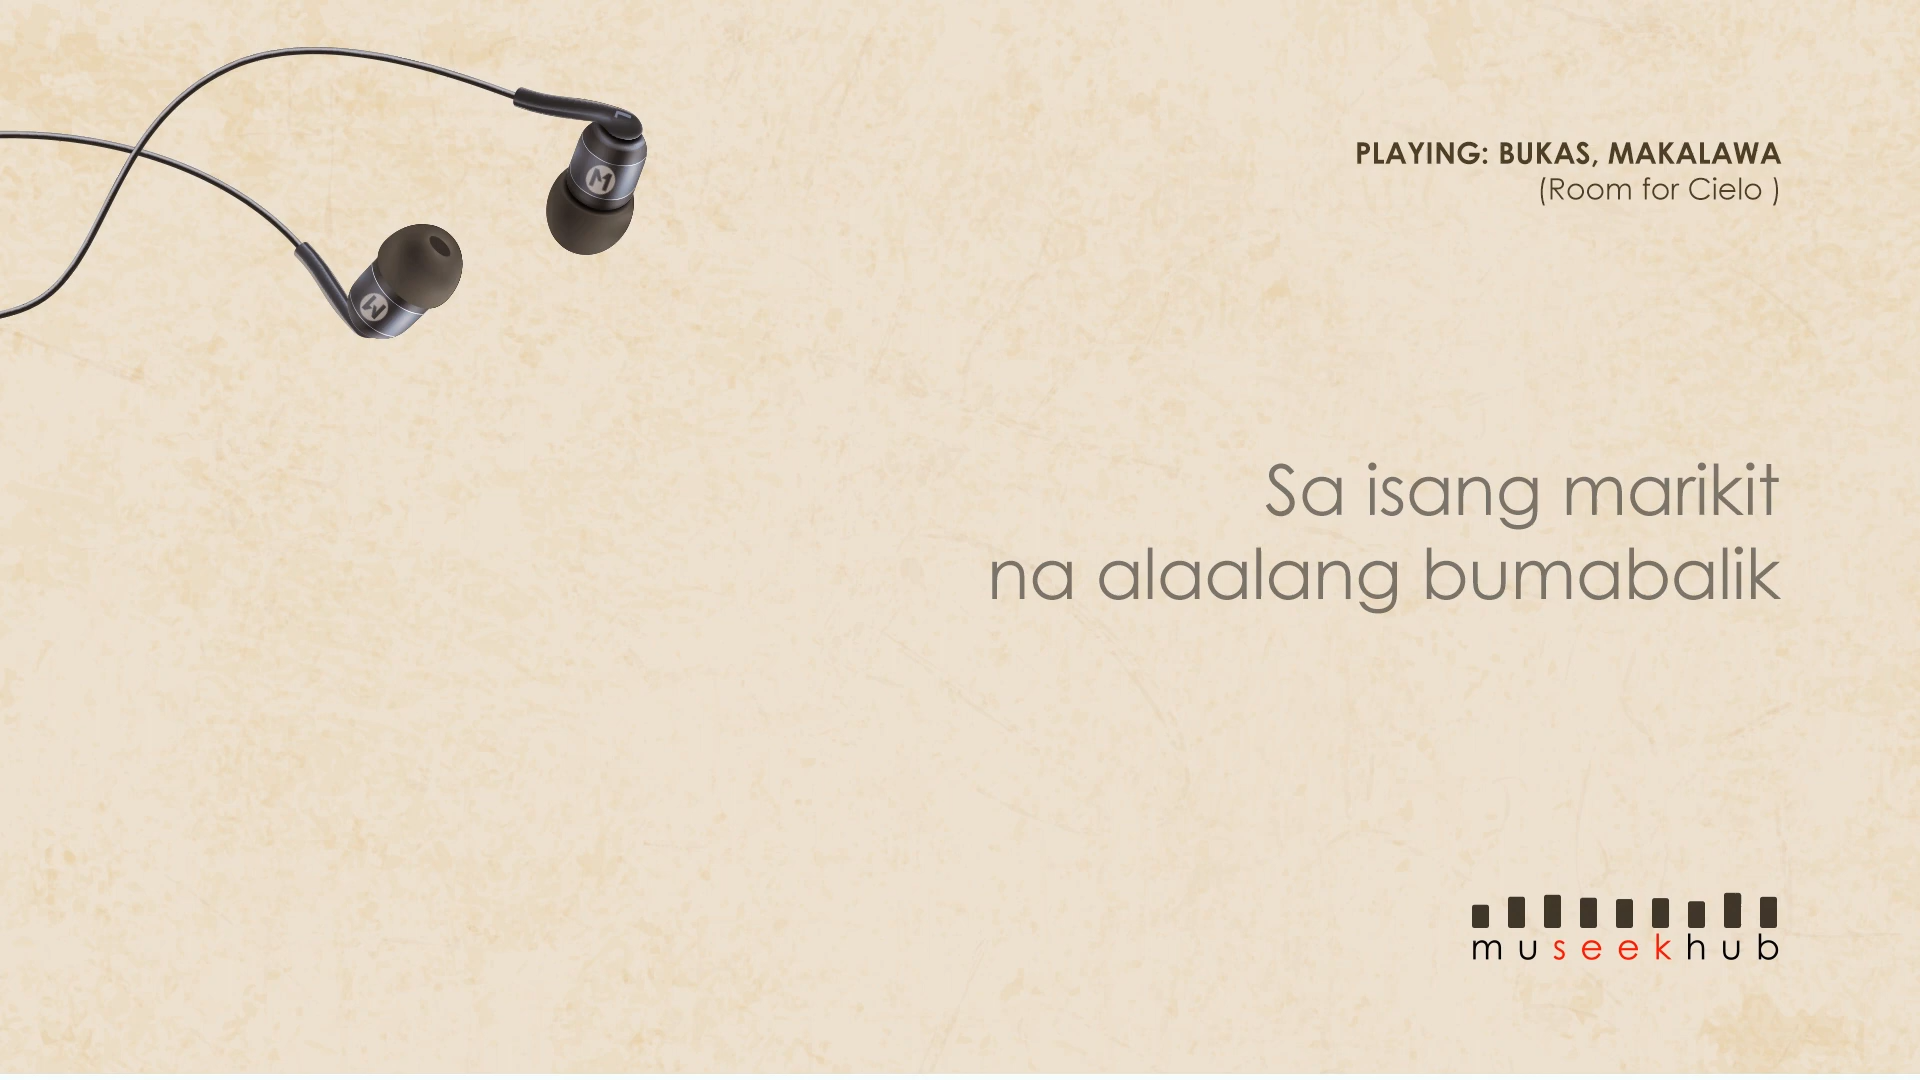 PLAYING: BUKAS, MAKALAWA
(Room for Cielo )
L
M
M
Sa isang marikit
na alaalang bumabalik
museekhub